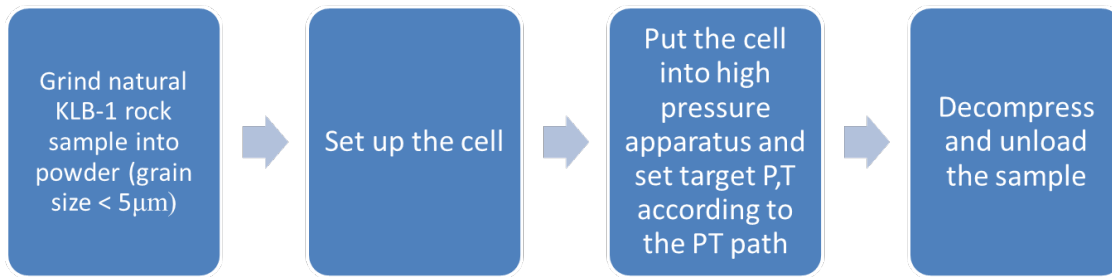 Grind natural
KLB-1 rock
sample into
powder (grain
size < 5μm)
Set up the cell
Put the cell
into high
pressure
apparatus and
set target P,T
according to
the PT path
Decompress
and unload
the sample